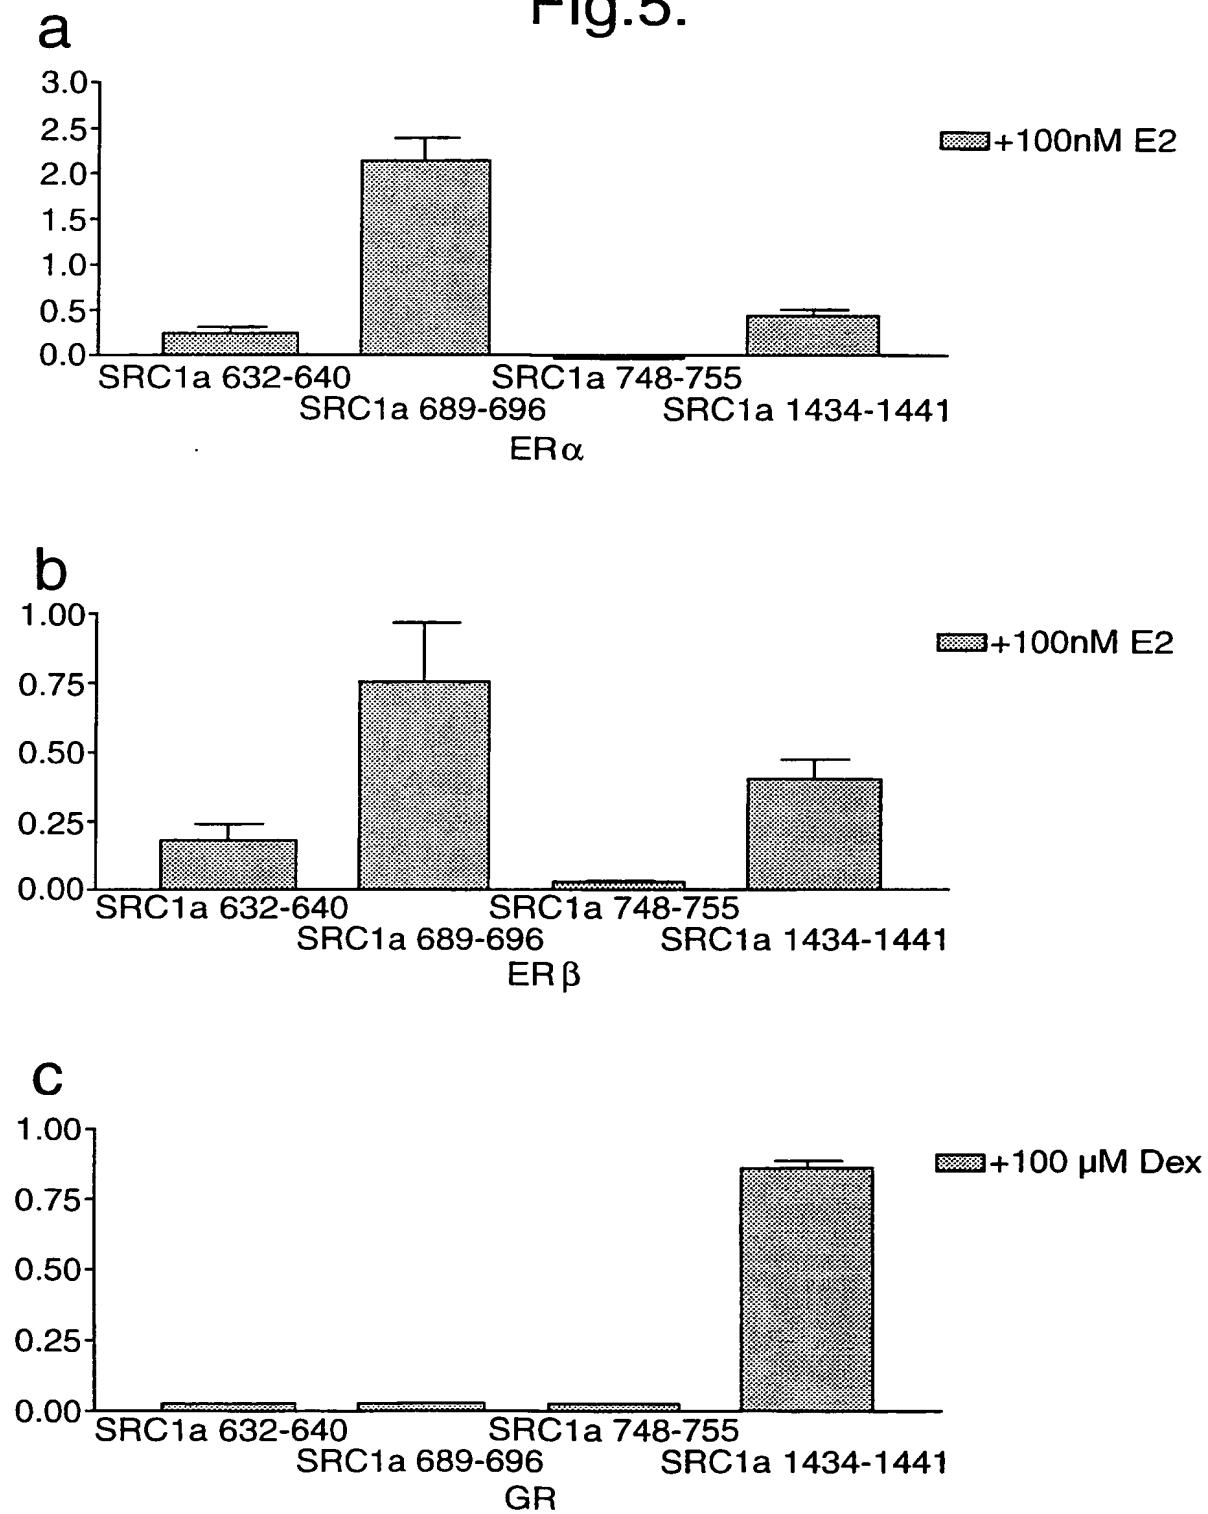 Fig.5.
a
3.0
2.5
2.0
1.5
1.0
0.5
0.0
+100nM E2
SRC1a 632-640 SRC1a 748-755
SRC1a 689-696 SRC1a 1434-1441
ERα
b
1.00
0.75
0.50
0.25
0.00
+100nM E2
SRC1a 632-640 SRC1a 748-755
SRC1a 689-696 SRC1a 1434-1441
ERβ
c
1.00
0.75
0.50
0.25
0.00
+100 µM Dex
SRC1a 632-640 SRC1a 748-755
SRC1a 689-696 SRC1a 1434-1441
GR